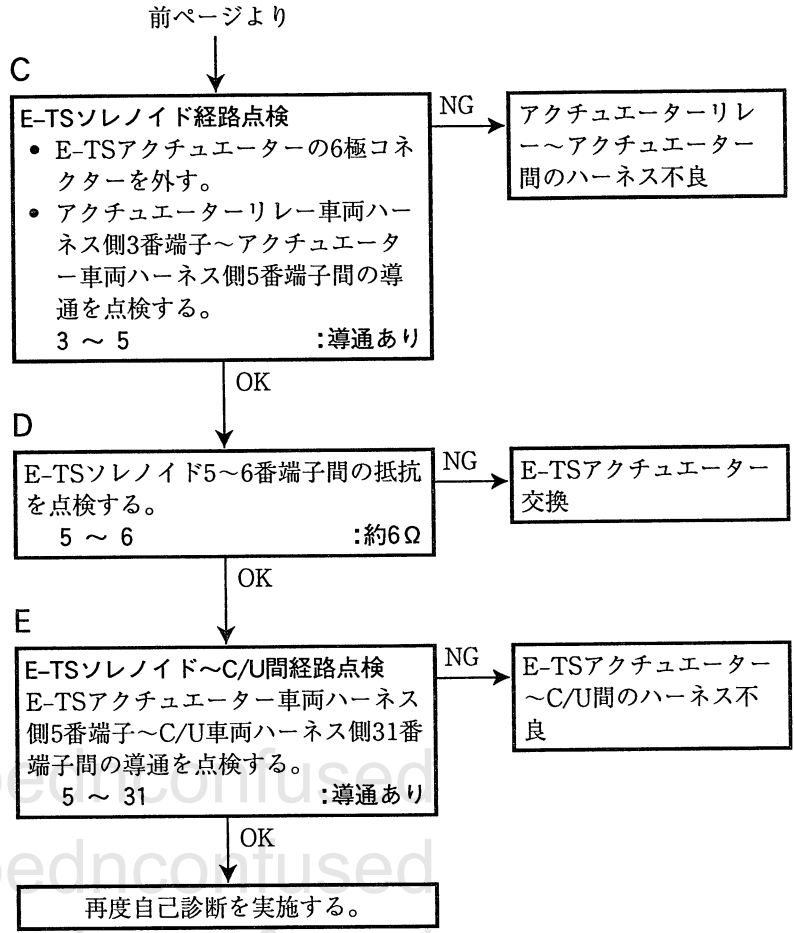 前ページより
C
E-TSソレノイド経路点検
• E-TSアクチュエーターの6極コネ
クターを外す。
• アクチュエーターリレー車両ハー
ネス側3番端子〜アクチュエータ
ー車両ハーネス側5番端子間の導
通を点検する。
3 〜 5 :導通あり
NG
アクチュエーターリレ
ー〜アクチュエーター
間のハーネス不良
OK
D
E-TSソレノイド5〜6番端子間の抵抗
を点検する。
5 〜 6 :約6Ω
NG
E-TSアクチュエーター
交換
OK
E
E-TSソレノイド〜C/U間経路点検
E-TSアクチュエーター車両ハーネス
側5番端子〜C/U車両ハーネス側31番
端子間の導通を点検する。
5 〜 31 :導通あり
NG
E-TSアクチュエーター
〜C/U間のハーネス不
良
OK
再度自己診断を実施する。